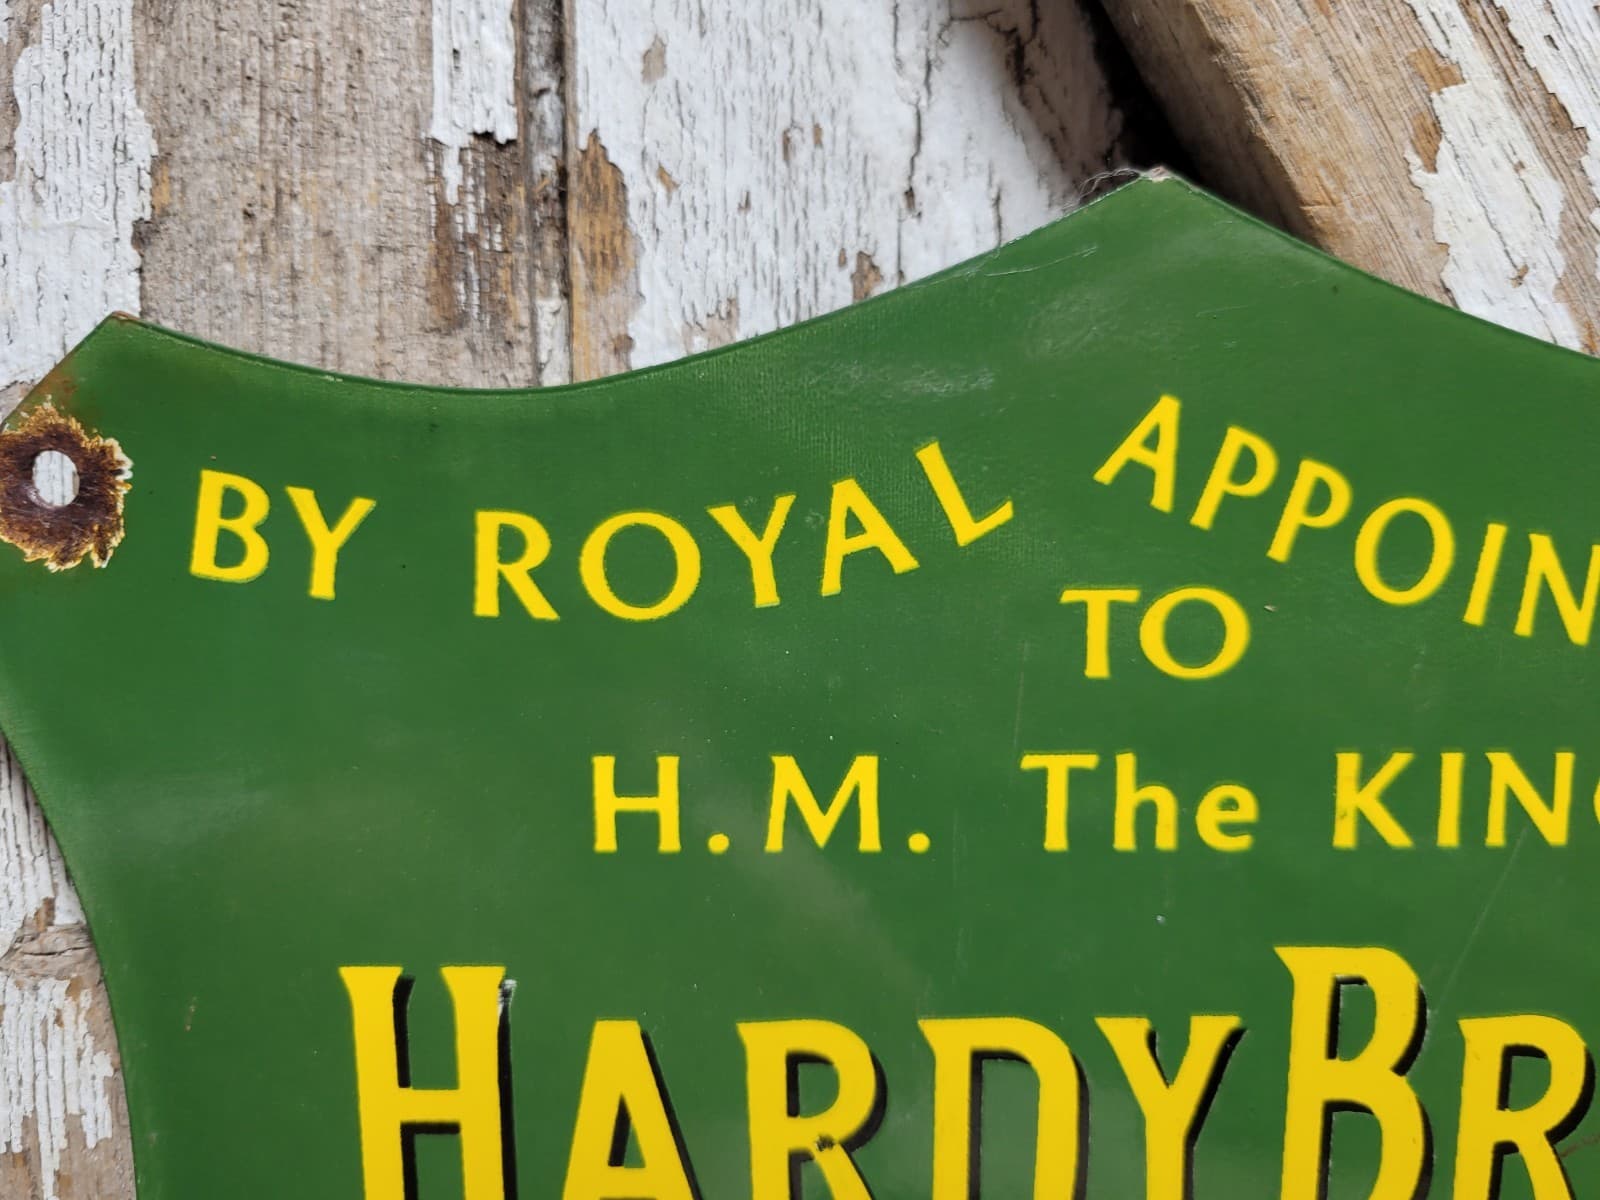 BY ROYAL APPOIN
TO
H.M. The KIN
HARDY BR